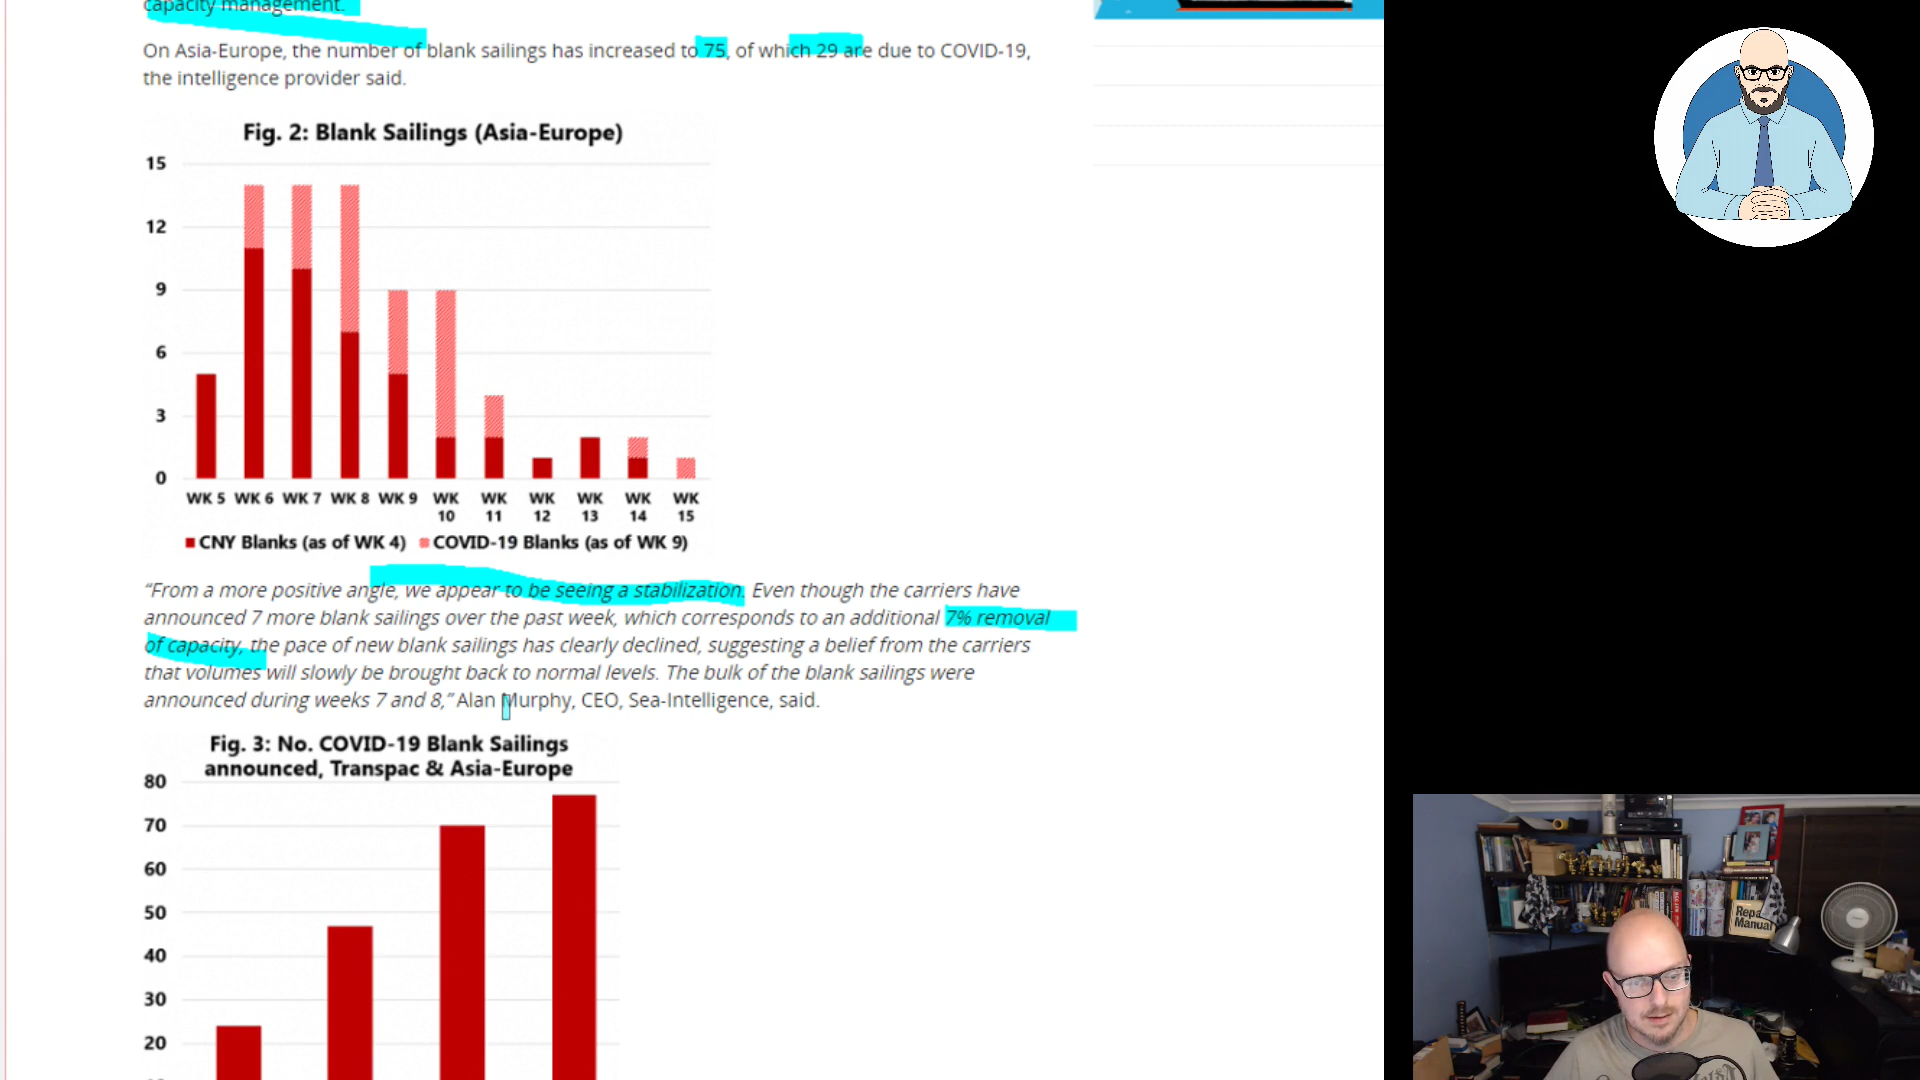 capacity management.
On Asia-Europe, the number of blank sailings has increased to 75, of which 29 are due to COVID-19,
the intelligence provider said.
Fig. 2: Blank Sailings (Asia-Europe)
15
12
9
6
3
0
WK 5 WK 6 WK 7 WK 8 WK 9 WK 10 WK 11 WK 12 WK 13 WK 14 WK 15
CNY Blanks (as of WK 4) COVID-19 Blanks (as of WK 9)
“From a more positive angle, we appear to be seeing a stabilization. Even though the carriers have
announced 7 more blank sailings over the past week, which corresponds to an additional 7% removal
of capacity, the pace of new blank sailings has clearly declined, suggesting a belief from the carriers
that volumes will slowly be brought back to normal levels. The bulk of the blank sailings were
announced during weeks 7 and 8,” Alan Murphy, CEO, Sea-Intelligence, said.
Fig. 3: No. COVID-19 Blank Sailings
announced, Transpac & Asia-Europe
80
70
60
50
40
30
20
Manual